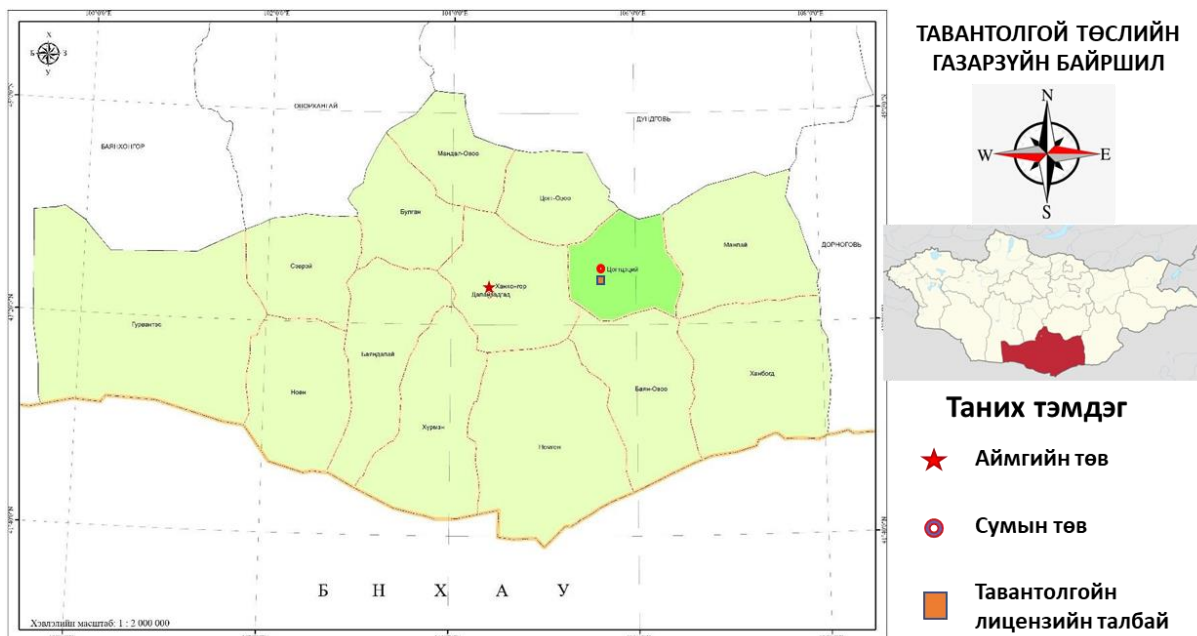 ТАВАНТОЛГОЙ ТӨСЛИЙН
ГАЗАРЗҮЙН БАЙРШИЛ
N
W E
S
Таних тэмдэг
Аймгийн төв
Сумын төв
Тавантолгойн
лицензийн талбай
Х
Б З
У
ӨВӨРХАНГАЙ
ДУНДГОВЬ
БАЯНХОНГОР
ДОРНОГОВЬ
Мандал-Овоо
Цогт-Овоо
Булган
Манлай
Цогтцэций
Сэврэй
Ханхонгор
Даланзадгад
Гурвантэс
Баяндалай
Ноён
Хүрмэн
Номгон
Баян-Овоо
Ханбогд
Б Н Х А У
Хэвлэлийн масштаб: 1 : 2 000 000